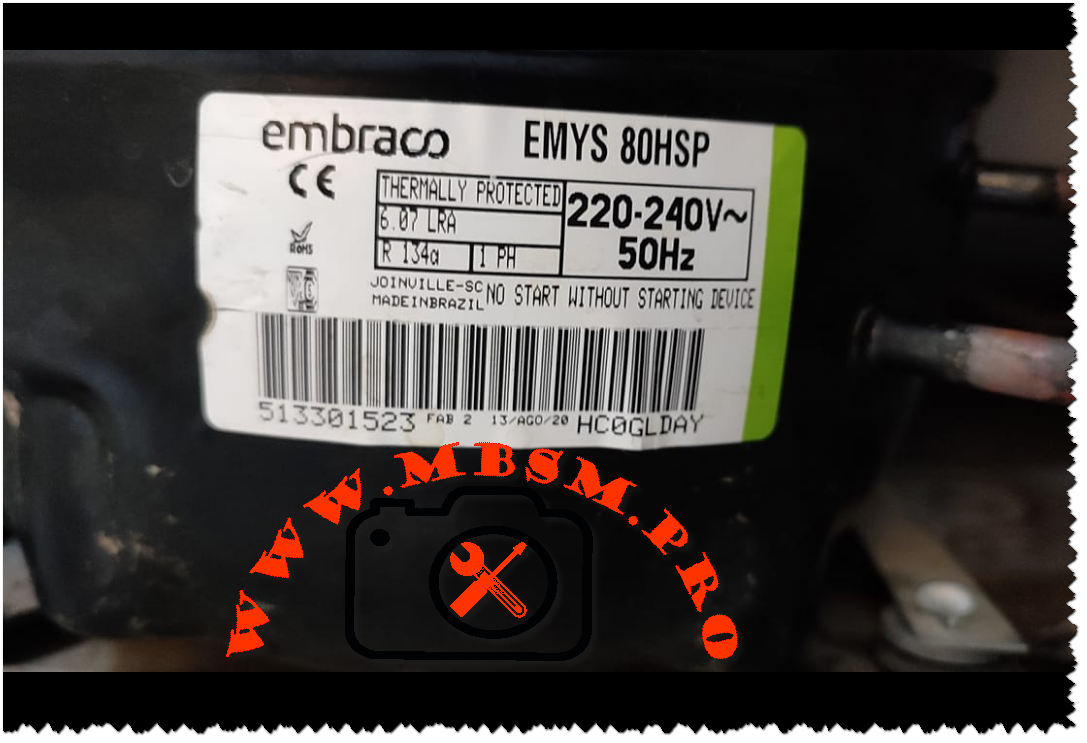 embraco EMYS 80HSP
CE
THERMALLY PROTECTED
220-240V~
6.07 LRA
50Hz
R 134a 1 PH
RoHS
JOINVILLE-SC
MADEINBRAZIL
NO START WITHOUT STARTING DEVICE
513301523 FAB 2 13/AGO/20 HC0GLDAY
WWW.MBSM.PRO